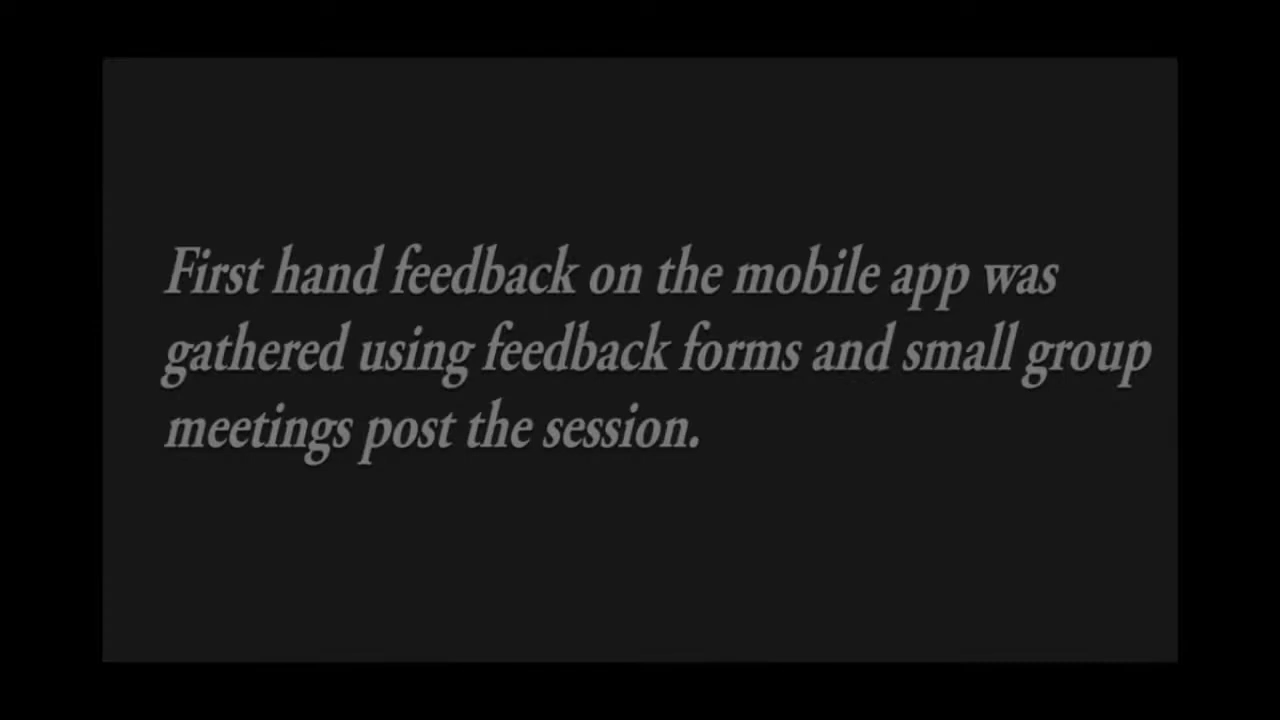 First hand feedback on the mobile app was
gathered using feedback forms and small group
meetings post the session.